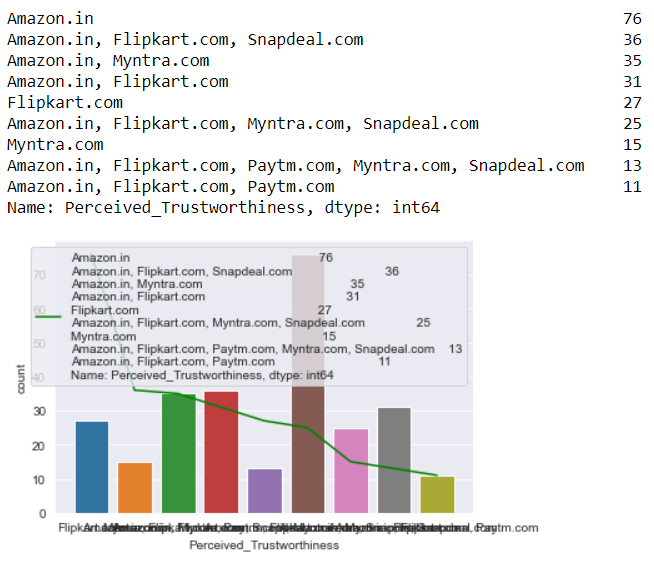 Amazon.in 76
Amazon.in, Flipkart.com, Snapdeal.com 36
Amazon.in, Myntra.com 35
Amazon.in, Flipkart.com 31
Flipkart.com 27
Amazon.in, Flipkart.com, Myntra.com, Snapdeal.com 25
Myntra.com 15
Amazon.in, Flipkart.com, Paytm.com, Myntra.com, Snapdeal.com 13
Amazon.in, Flipkart.com, Paytm.com 11
Name: Perceived_Trustworthiness, dtype: int64
Amazon.in 76
Amazon.in, Flipkart.com, Snapdeal.com 36
Amazon.in, Myntra.com 35
Amazon.in, Flipkart.com 31
Flipkart.com 27
Amazon.in, Flipkart.com, Myntra.com, Snapdeal.com 25
Myntra.com 15
Amazon.in, Flipkart.com, Paytm.com, Myntra.com, Snapdeal.com 13
Amazon.in, Flipkart.com, Paytm.com 11
Name: Perceived_Trustworthiness, dtype: int64
70
60
50
40
30
20
10
0
count
Paytm.com
Perceived_Trustworthiness